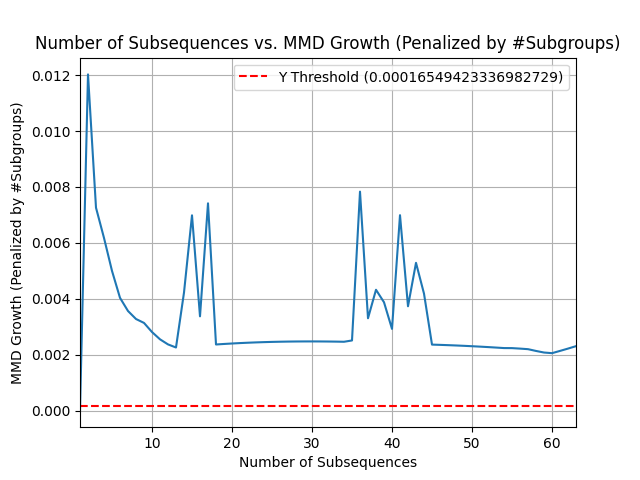 Number of Subsequences vs. MMD Growth (Penalized by #Subgroups)
Y Threshold (0.00016549423336982729)
MMD Growth (Penalized by #Subgroups)
0.012
0.010
0.008
0.006
0.004
0.002
0.000
10 20 30 40 50 60
Number of Subsequences